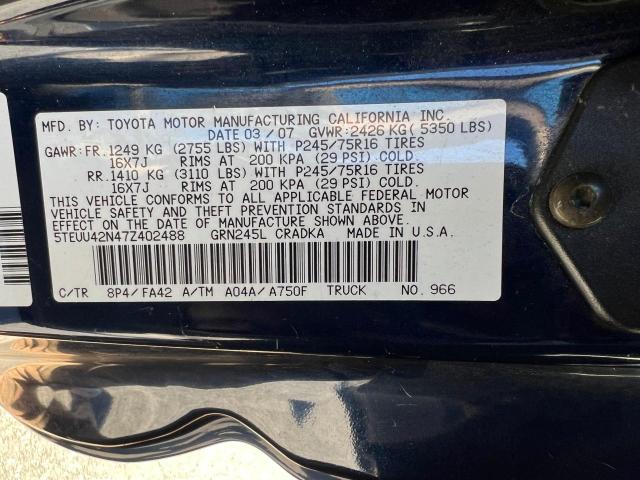 MFD. BY: TOYOTA MOTOR MANUFACTURING CALIFORNIA INC.
DATE 03 / 07 GVWR:2426 KG( 5350 LBS)
GAWR:FR.1249 KG (2755 LBS) WITH P245/75R16 TIRES
16X7J RIMS AT 200 KPA (29 PSI) COLD.
RR.1410 KG (3110 LBS) WITH P245/75R16 TIRES
16X7J RIMS AT 200 KPA (29 PSI) COLD.
THIS VEHICLE CONFORMS TO ALL APPLICABLE FEDERAL MOTOR
VEHICLE SAFETY AND THEFT PREVENTION STANDARDS IN
EFFECT ON THE DATE OF MANUFACTURE SHOWN ABOVE.
5TEUU42N47Z402488 GRN245L CRADKA MADE IN U.S.A.
C/TR 8P4/ FA42 A/TM A04A/ A750F TRUCK NO. 966